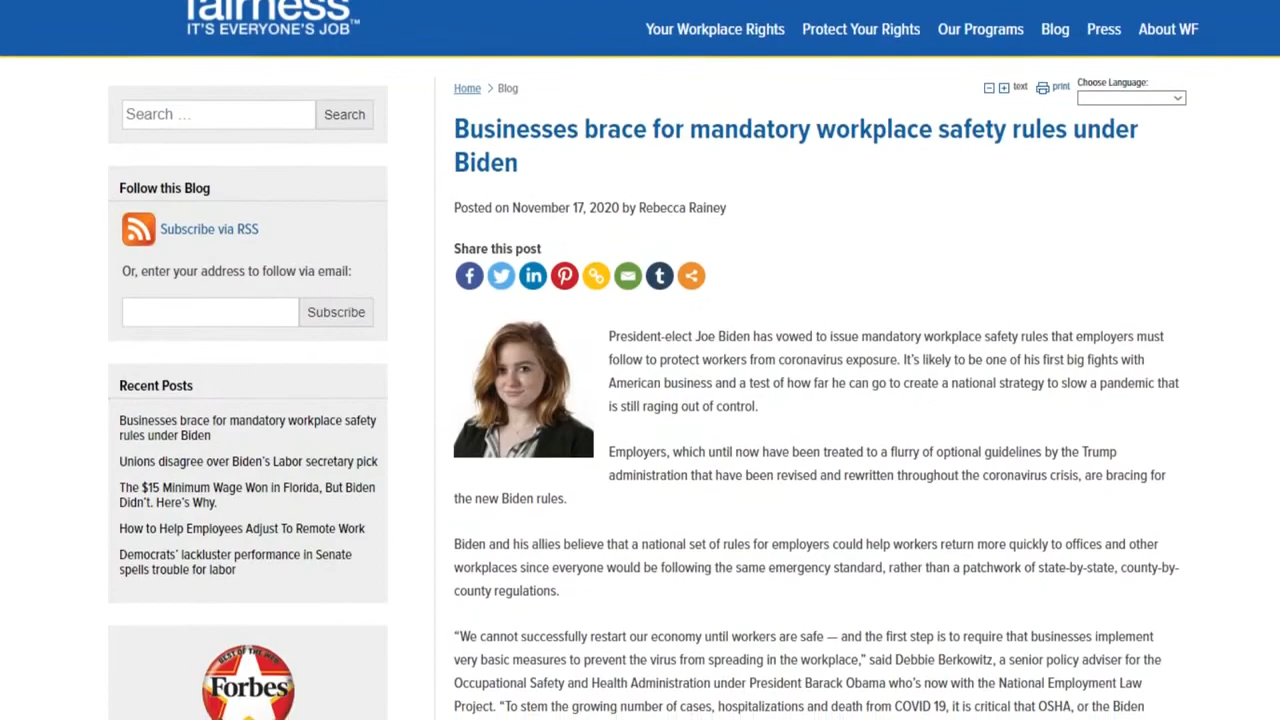 fairness
IT'S EVERYONE'S JOB™
Your Workplace Rights
Protect Your Rights
Our Programs
Blog
Press
About WF
Search …
Search
Follow this Blog
Subscribe via RSS
Or, enter your address to follow via email:
Subscribe
Recent Posts
Businesses brace for mandatory workplace safety
rules under Biden
Unions disagree over Biden's Labor secretary pick
The $15 Minimum Wage Won in Florida, But Biden
Didn't. Here's Why.
How to Help Employees Adjust To Remote Work
Democrats' lackluster performance in Senate
spells trouble for labor
BEST OF THE WEB
Forbes
Home > Blog
text
print
Choose Language:
Businesses brace for mandatory workplace safety rules under
Biden
Posted on November 17, 2020 by Rebecca Rainey
Share this post
President-elect Joe Biden has vowed to issue mandatory workplace safety rules that employers must
follow to protect workers from coronavirus exposure. It's likely to be one of his first big fights with
American business and a test of how far he can go to create a national strategy to slow a pandemic that
is still raging out of control.
Employers, which until now have been treated to a flurry of optional guidelines by the Trump
administration that have been revised and rewritten throughout the coronavirus crisis, are bracing for
the new Biden rules.
Biden and his allies believe that a national set of rules for employers could help workers return more quickly to offices and other
workplaces since everyone would be following the same emergency standard, rather than a patchwork of state-by-state, county-by-
county regulations.
“We cannot successfully restart our economy until workers are safe — and the first step is to require that businesses implement
very basic measures to prevent the virus from spreading in the workplace,” said Debbie Berkowitz, a senior policy adviser for the
Occupational Safety and Health Administration under President Barack Obama who's now with the National Employment Law
Project. “To stem the growing number of cases, hospitalizations and death from COVID 19, it is critical that OSHA, or the Biden